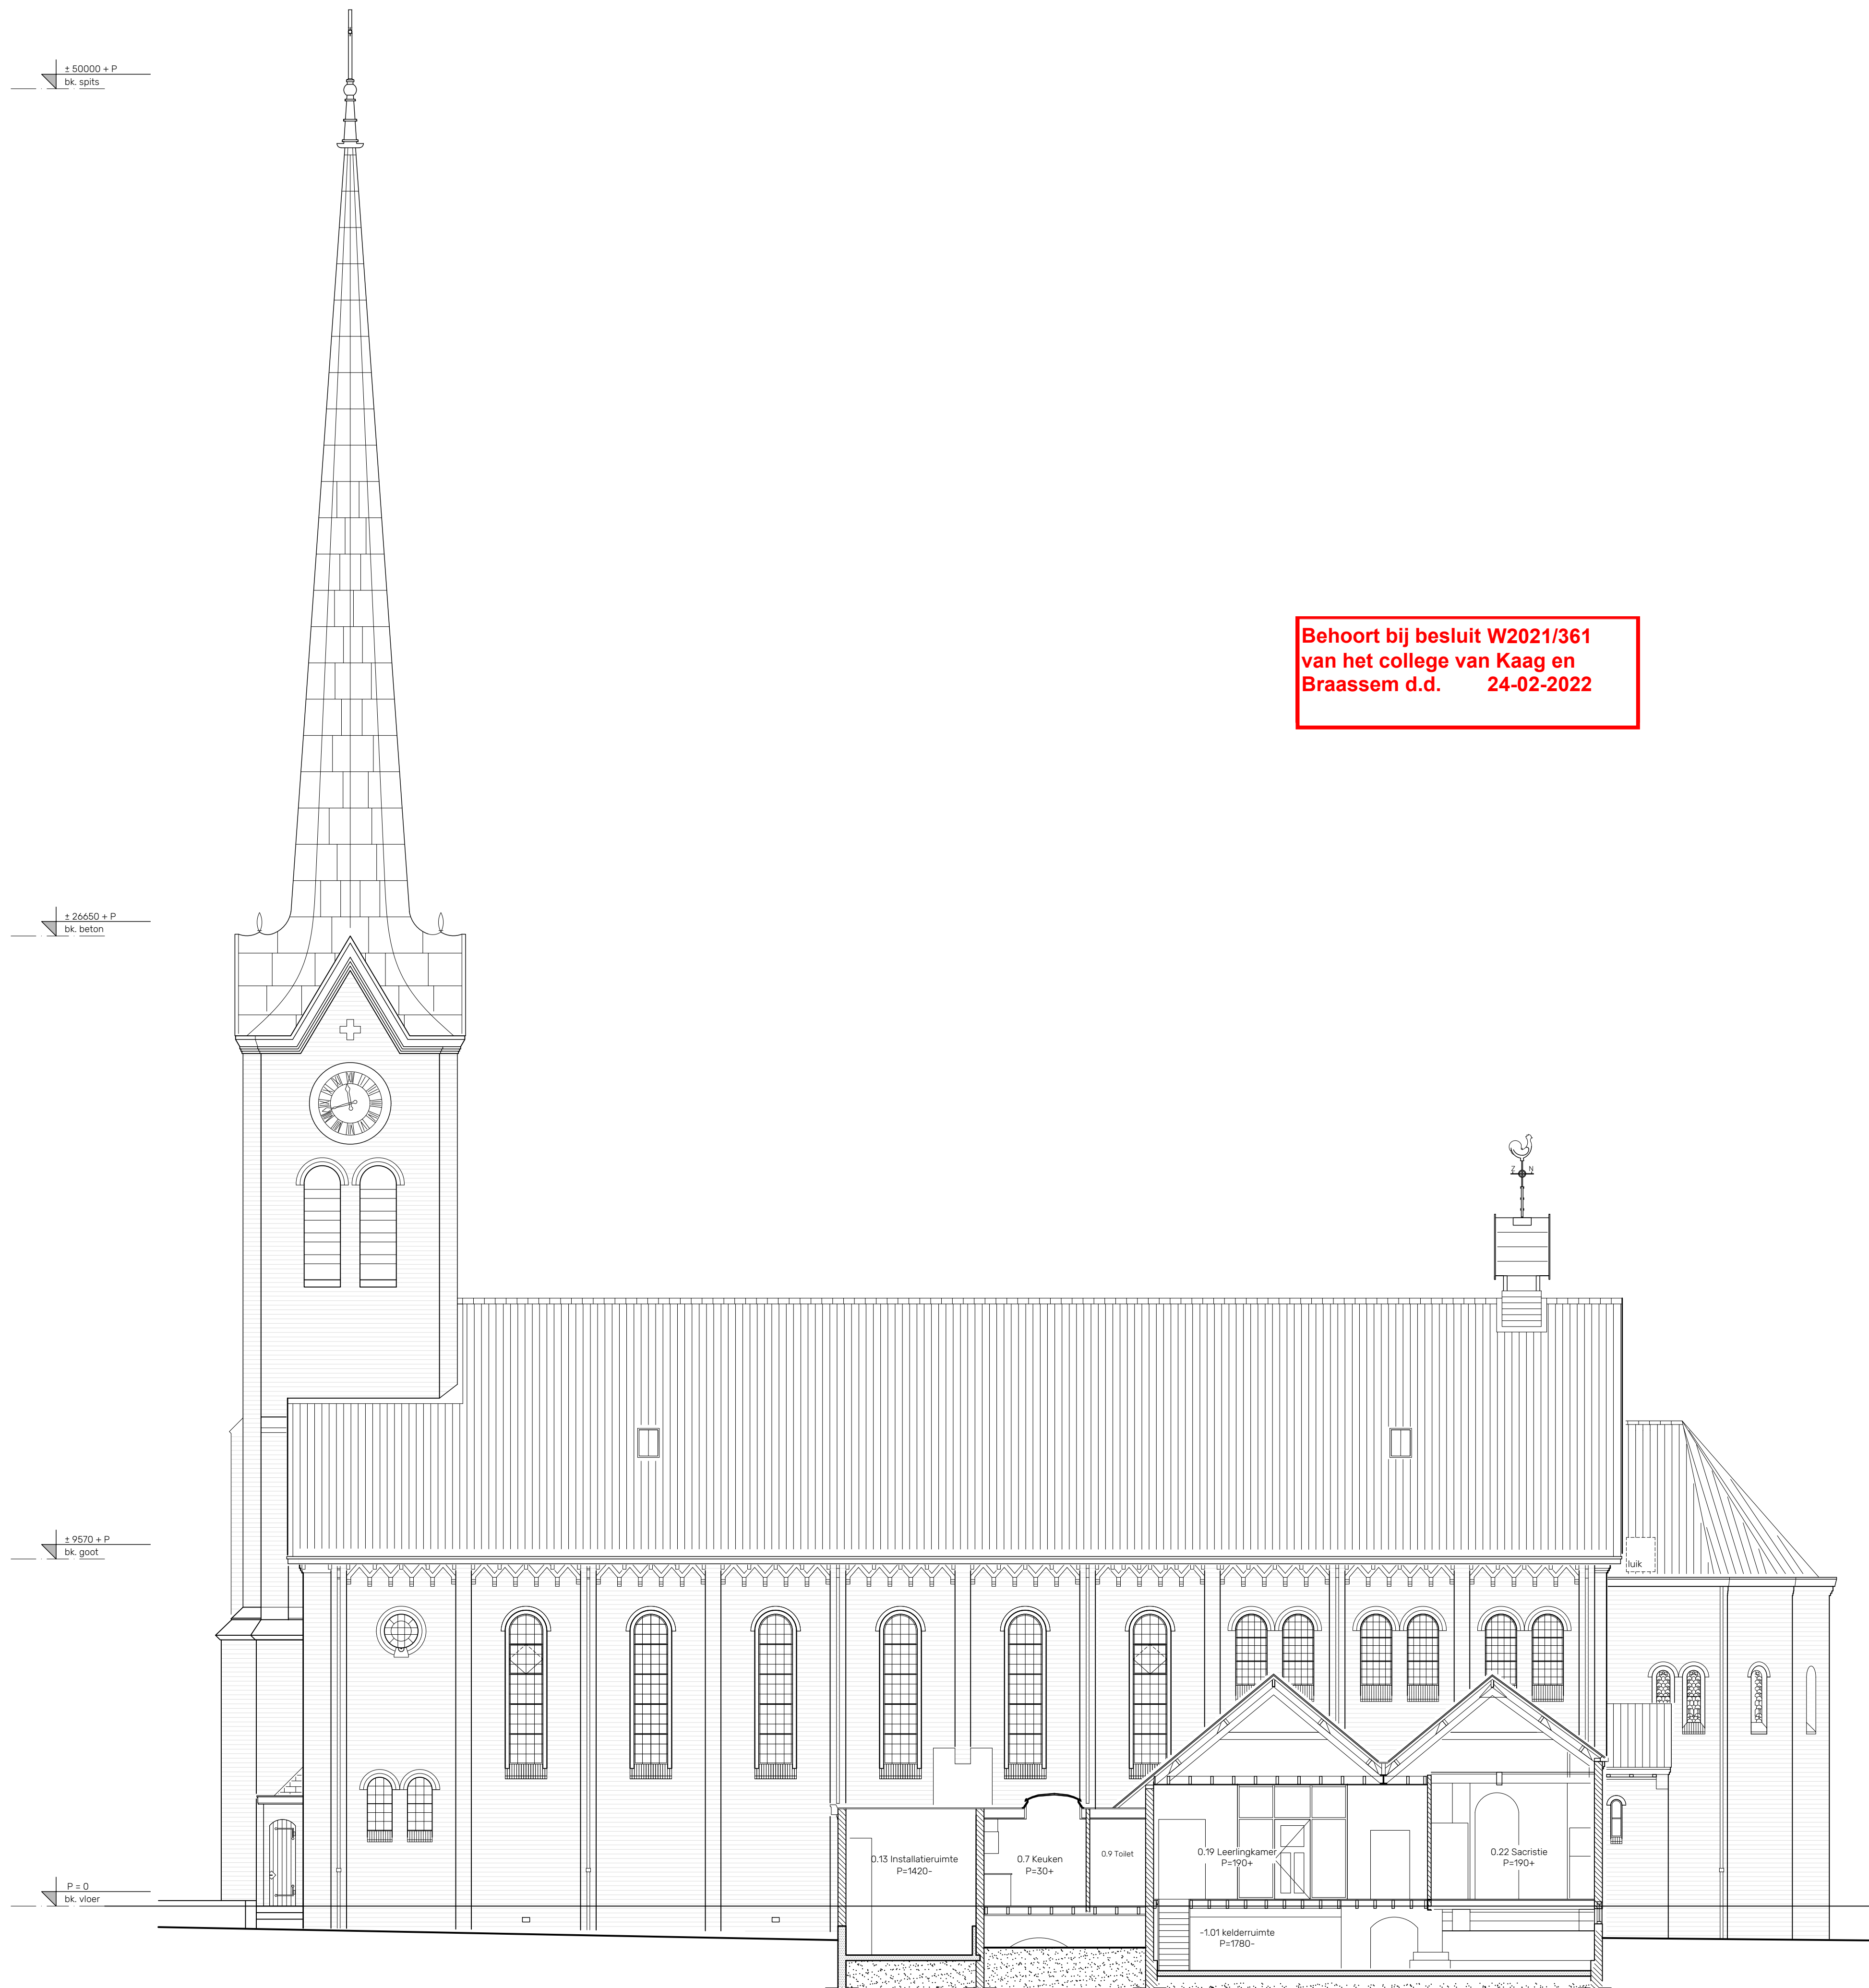 ± 50000 + P
bk. spits
Behoort bij besluit W2021/361
van het college van Kaag en
Braassem d.d. 24-02-2022
± 26650 + P
bk. beton
Z N
± 9570 + P
bk. goot
luik
0.13 Installatieruimte
P=1420-
0.7 Keuken
P=30+
0.9 Toilet
0.19 Leerlingkamer
P=190+
0.22 Sacristie
P=190+
P = 0
bk. vloer
-1.01 kelderruimte
P=1780-